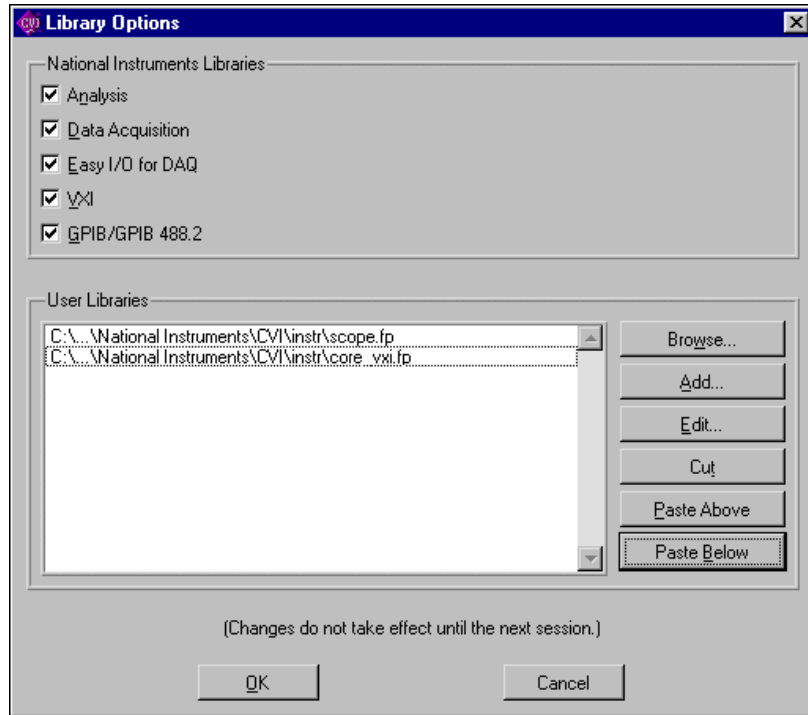 CVI Library Options
National Instruments Libraries
Analysis
Data Acquisition
Easy I/O for DAQ
VXI
GPIB/GPIB 488.2
User Libraries
C:\...\National Instruments\CVI\instr\scope.fp
C:\...\National Instruments\CVI\instr\core_vxi.fp
Browse...
Add...
Edit...
Cut
Paste Above
Paste Below
(Changes do not take effect until the next session.)
OK
Cancel